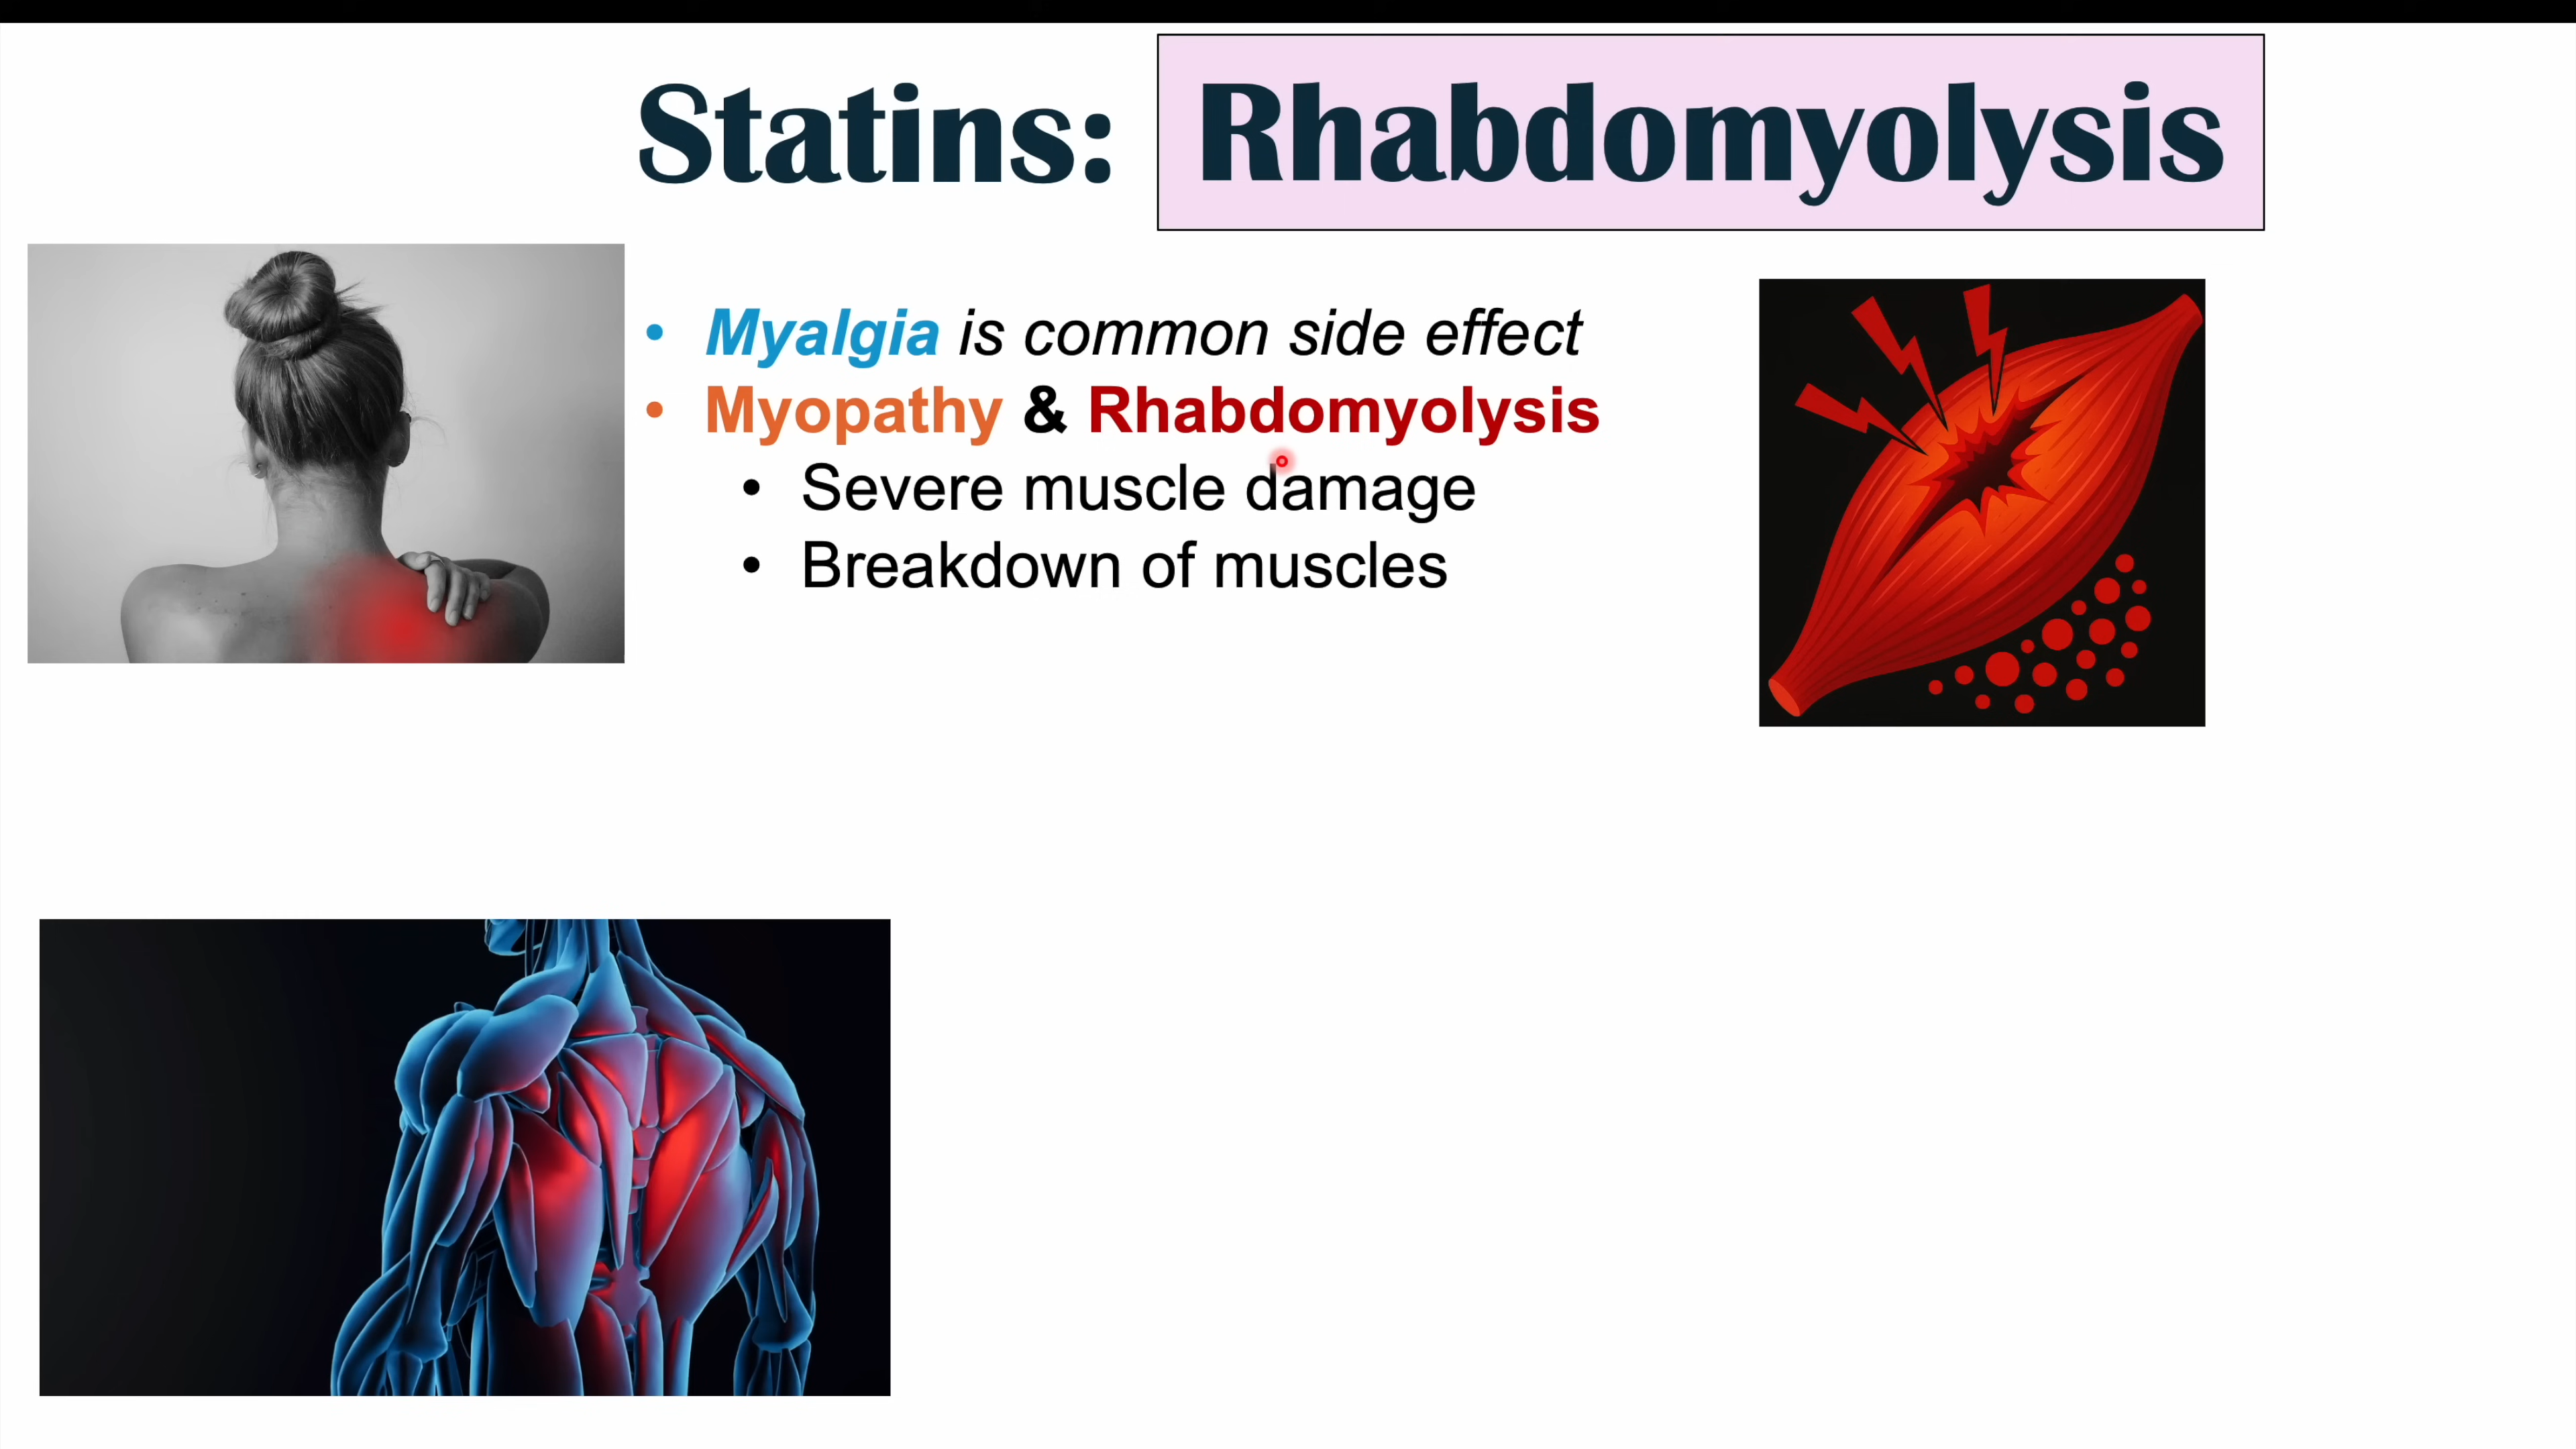 Statins: Rhabdomyolysis
• Myalgia is common side effect
• Myopathy & Rhabdomyolysis
• Severe muscle damage
• Breakdown of muscles